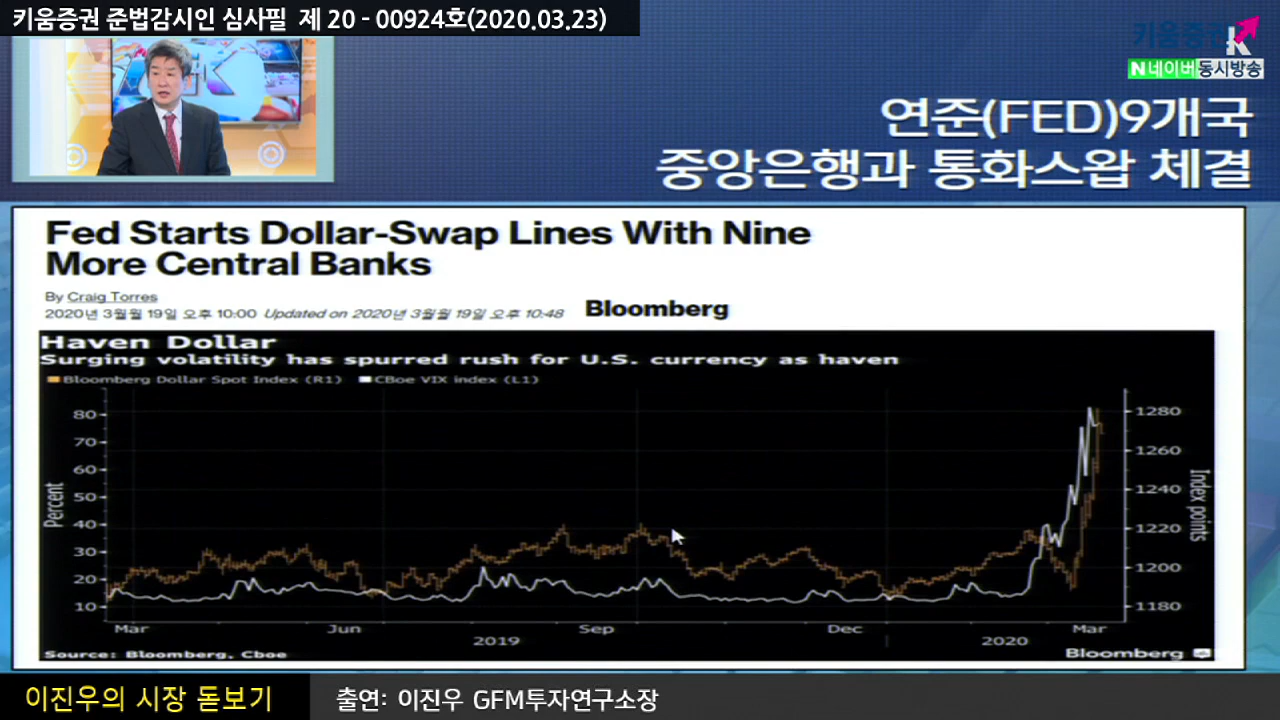 키움증권 준법감시인 심사필 제 20 - 00924호(2020.03.23)
키움증권
N네이버 동시방송
연준(FED)9개국
중앙은행과 통화스왑 체결
Fed Starts Dollar-Swap Lines With Nine
More Central Banks
By Craig Torres
2020년 3월월 19일 오후 10:00 Updated on 2020년 3월월 19일 오후 10:48
Bloomberg
Haven Dollar
Surging volatility has spurred rush for U.S. currency as haven
Bloomberg Dollar Spot Index (R1) CBoe VIX index (L1)
80 1280
70
60 1260
50 1240
40 1220
30
20 1200
10 1180
Percent
Index points
Mar Jun Sep Dec Mar
2019 2020
Source: Bloomberg, Cboe
Bloomberg
이진우의 시장 돋보기
출연: 이진우 GFM투자연구소장